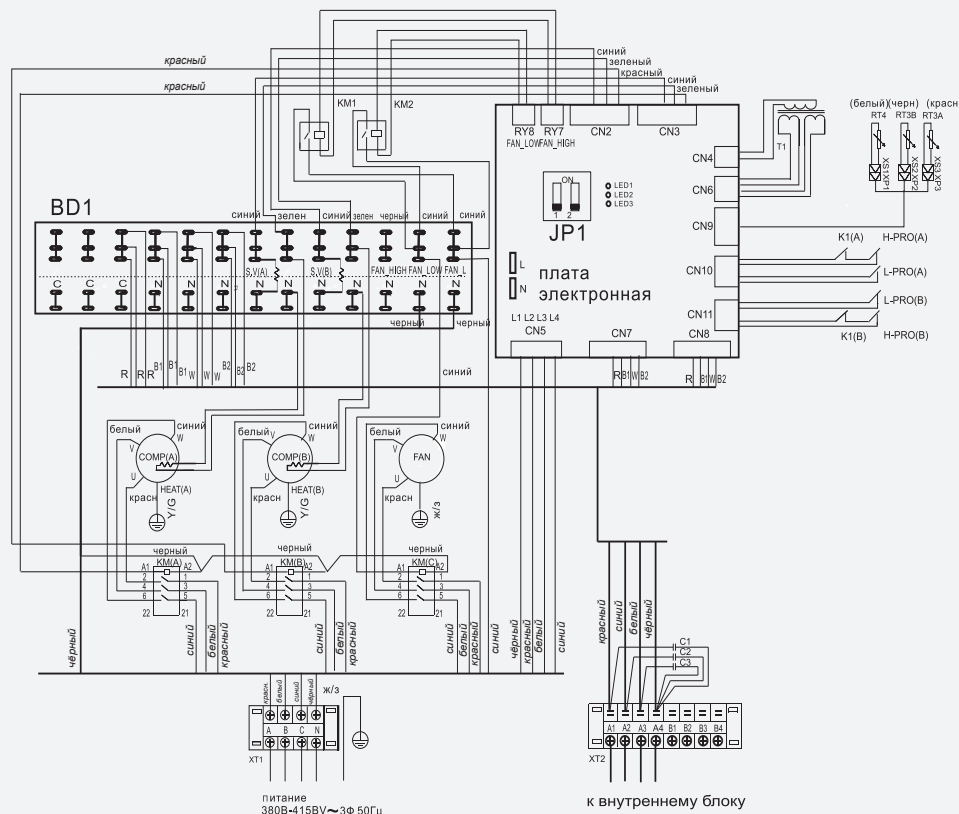 красный
красный
синий
зеленый
красный
синий
зеленый
KM1
KM2
RY8
RY7
CN2
CN3
FAN_LOW
FAN_HIGH
ON
1 2
LED1
LED2
LED3
JP1
L
N
плата
электронная
L1 L2 L3 L4
CN5
CN7
CN8
CN4
CN6
CN9
CN10
CN11
T1
(белый)(черн) (красн
RT4 RT3B RT3A
XS1XP1
XS2 XP2
XS3 XP3
K1(A)
H-PRO(A)
L-PRO(A)
L-PRO(B)
K1(B)
H-PRO(B)
BD1
синий зелен синий зелен черный синий синий
S,V(A)
S,V(B)
FAN_HIGH FAN_LOW FAN_L
C C C N N N N N N N N N N
черный черный
синий
R R R B1 B1 B1 W W W B2 B2 B2
R B1 W B2
R B1 W B2
белый синий
V W
COMP(A)
U
HEAT(A)
красн
Y/G
белый синий
V W
COMP(B)
U
HEAT(B)
красн
Y/G
белый синий
V W
FAN
U
красн
ж/з
черный
KM(A)
A1 A2
2 1
4 3
6 5
22 21
черный
KM(B)
A1 A2
2 1
4 3
6 5
22 21
черный
KM(C)
A1 A2
2 1
4 3
6 5
22 21
чёрный
синий
белый
красный
синий
белый
красный
синий
белый
красный
синий
чёрный
красный
белый
синий
красн.
белый
синий
чёрный
ж/з
A B C N
XT1
питание
380В-415BV~3Ф 50Гц
красный
синий
белый
чёрный
C1
C2
C3
A1 A2 A3 A4 B1 B2 B3 B4
XT2
к внутреннему блоку